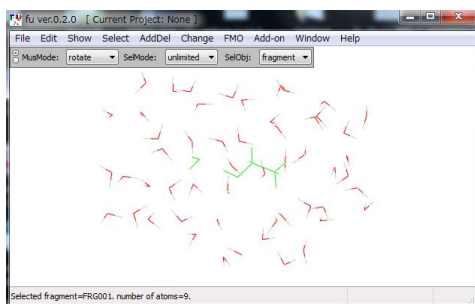 fu ver.0.2.0 [ Current Project: None ]
File Edit Show Select AddDel Change FMO Add-on Window Help
MusMode: rotate SelMode: unlimited SelObj: fragment
Selected fragment=FRG001. number of atoms=9.